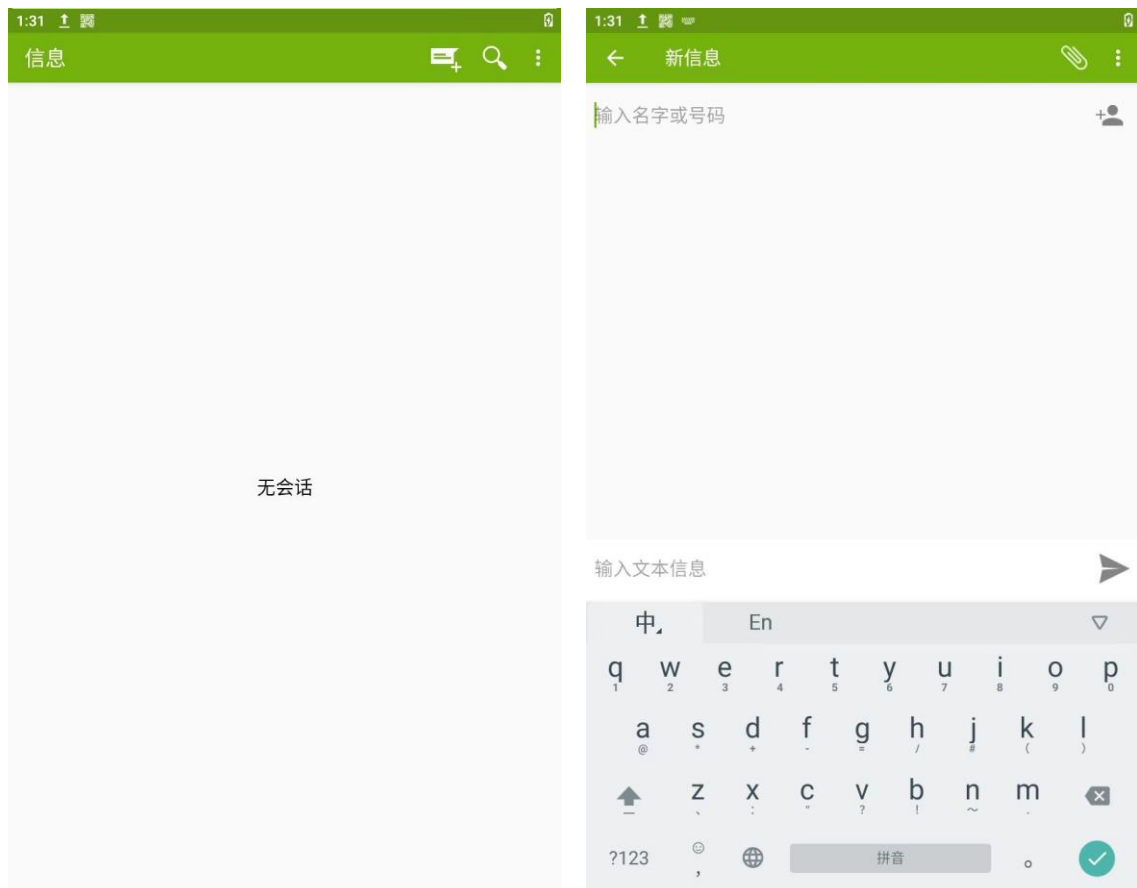 1:31
信息
无会话
1:31
新信息
输入名字或号码
输入文本信息
中 En
q w e r t y u i o p
1 2 3 4 5 6 7 8 9 0
a s d f g h j k l
@ * + - = / # ( )
z x c v b n m
、 : " ? ! ～ .
?123 , 拼音 。